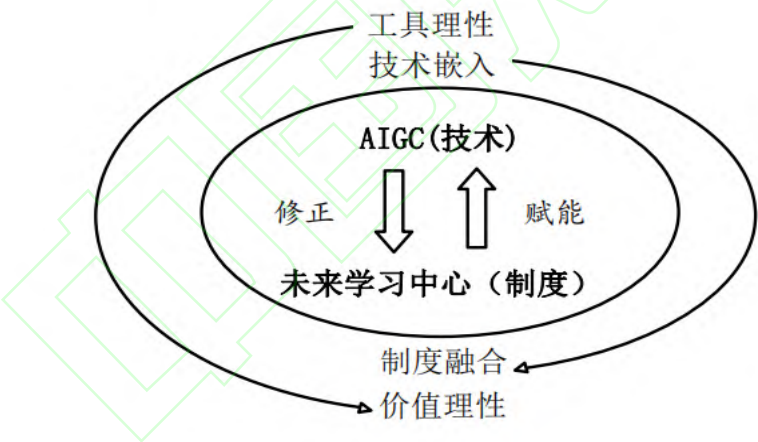 工具理性
技术嵌入
AIGC(技术)
修正
赋能
未来学习中心（制度）
制度融合
价值理性